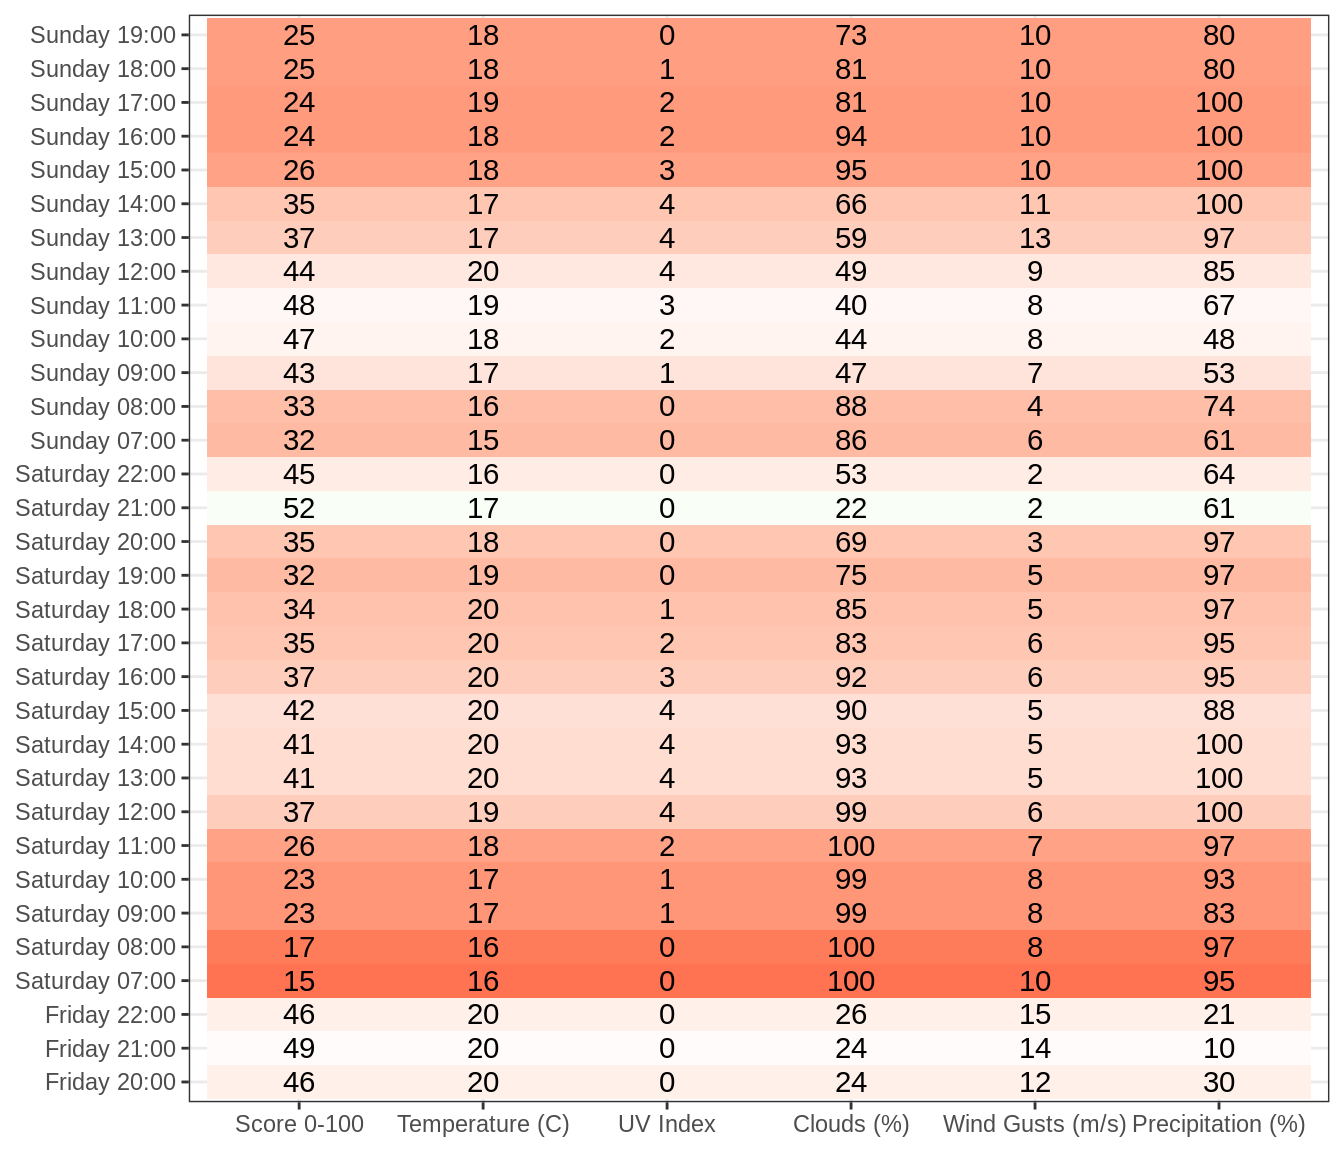 Sunday 19:00 25 18 0 73 10 80
Sunday 18:00 25 18 1 81 10 80
Sunday 17:00 24 19 2 81 10 100
Sunday 16:00 24 18 2 94 10 100
Sunday 15:00 26 18 3 95 10 100
Sunday 14:00 35 17 4 66 11 100
Sunday 13:00 37 17 4 59 13 97
Sunday 12:00 44 20 4 49 9 85
Sunday 11:00 48 19 3 40 8 67
Sunday 10:00 47 18 2 44 8 48
Sunday 09:00 43 17 1 47 7 53
Sunday 08:00 33 16 0 88 4 74
Sunday 07:00 32 15 0 86 6 61
Saturday 22:00 45 16 0 53 2 64
Saturday 21:00 52 17 0 22 2 61
Saturday 20:00 35 18 0 69 3 97
Saturday 19:00 32 19 0 75 5 97
Saturday 18:00 34 20 1 85 5 97
Saturday 17:00 35 20 2 83 6 95
Saturday 16:00 37 20 3 92 6 95
Saturday 15:00 42 20 4 90 5 88
Saturday 14:00 41 20 4 93 5 100
Saturday 13:00 41 20 4 93 5 100
Saturday 12:00 37 19 4 99 6 100
Saturday 11:00 26 18 2 100 7 97
Saturday 10:00 23 17 1 99 8 93
Saturday 09:00 23 17 1 99 8 83
Saturday 08:00 17 16 0 100 8 97
Saturday 07:00 15 16 0 100 10 95
Friday 22:00 46 20 0 26 15 21
Friday 21:00 49 20 0 24 14 10
Friday 20:00 46 20 0 24 12 30
Score 0-100 Temperature (C) UV Index Clouds (%) Wind Gusts (m/s) Precipitation (%)